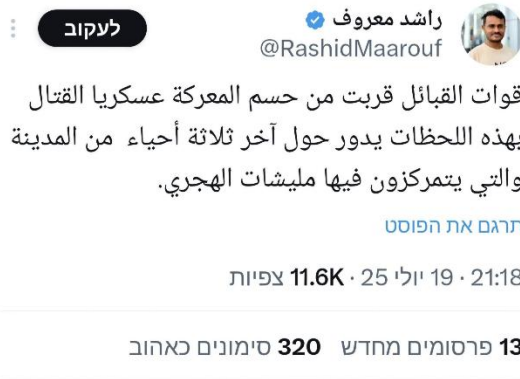 לעקוב
راشد معروف
@RashidMaarouf
قوات القبائل قربت من حسم المعركة عسكريا القتال
بهذه اللحظات يدور حول آخر ثلاثة أحياء من المدينة
والتي يتمركزون فيها مليشات الهجري.
תרגם את הפוסט
21:18 · 19 יולי 25 · 11.6K צפיות
13 פרסומים מחדש 320 סימונים כאהוב